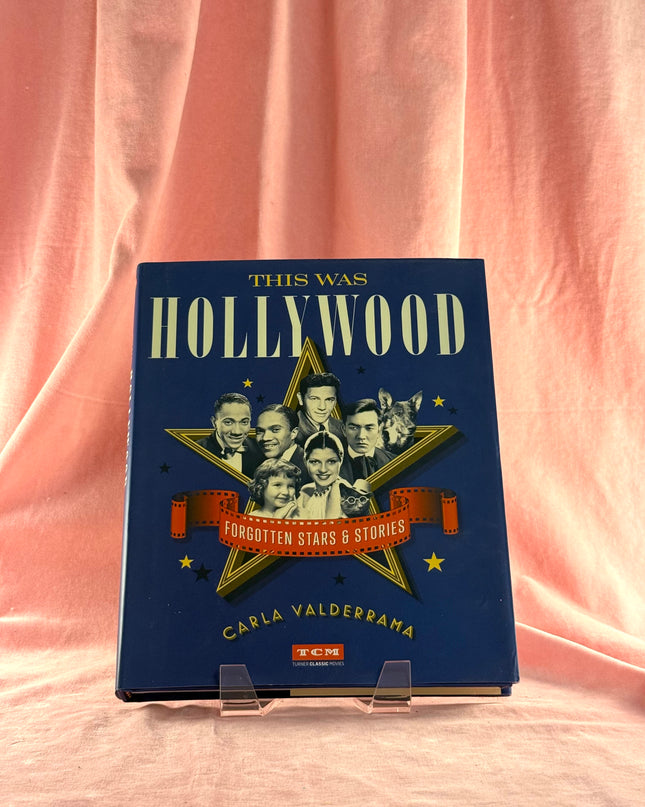 THIS WAS
HOLLYWOOD
FORGOTTEN STARS & STORIES
CARLA VALDERRAMA
TCM
TURNER CLASSIC MOVIES